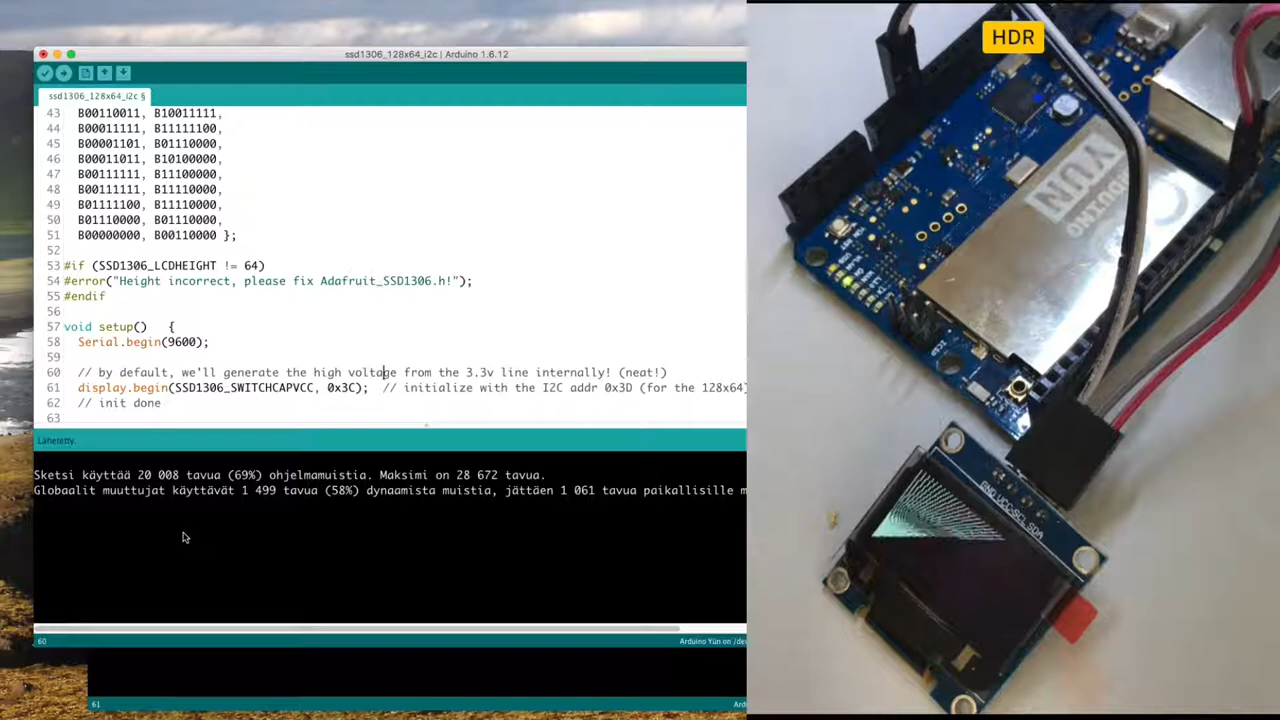 ssd1306_128x64_i2c | Arduino 1.6.12
ssd1306_128x64_i2c §
43 B00110011, B10011111,
44 B00011111, B11111100,
45 B00001101, B01110000,
46 B00011011, B10100000,
47 B00111111, B11100000,
48 B00111111, B11110000,
49 B01111100, B11110000,
50 B01110000, B01110000,
51 B00000000, B00110000 };
52
53 #if (SSD1306_LCDHEIGHT != 64)
54 #error("Height incorrect, please fix Adafruit_SSD1306.h!");
55 #endif
56
57 void setup() {
58 Serial.begin(9600);
59
60 // by default, we'll generate the high voltage from the 3.3v line internally! (neat!)
61 display.begin(SSD1306_SWITCHCAPVCC, 0x3C); // initialize with the I2C addr 0x3D (for the 128x64)
62 // init done
63
Lähetetty.
Sketsi käyttää 20 008 tavua (69%) ohjelmamuistia. Maksimi on 28 672 tavua.
Globaalit muuttujat käyttävät 1 499 tavua (58%) dynaamista muistia, jättäen 1 061 tavua paikallisille m
60
Arduino Yún on /dev
61
Ard
HDR
YUN
ARDUINO
WLAN
USB
ICSP
GND VCC SCL SDA